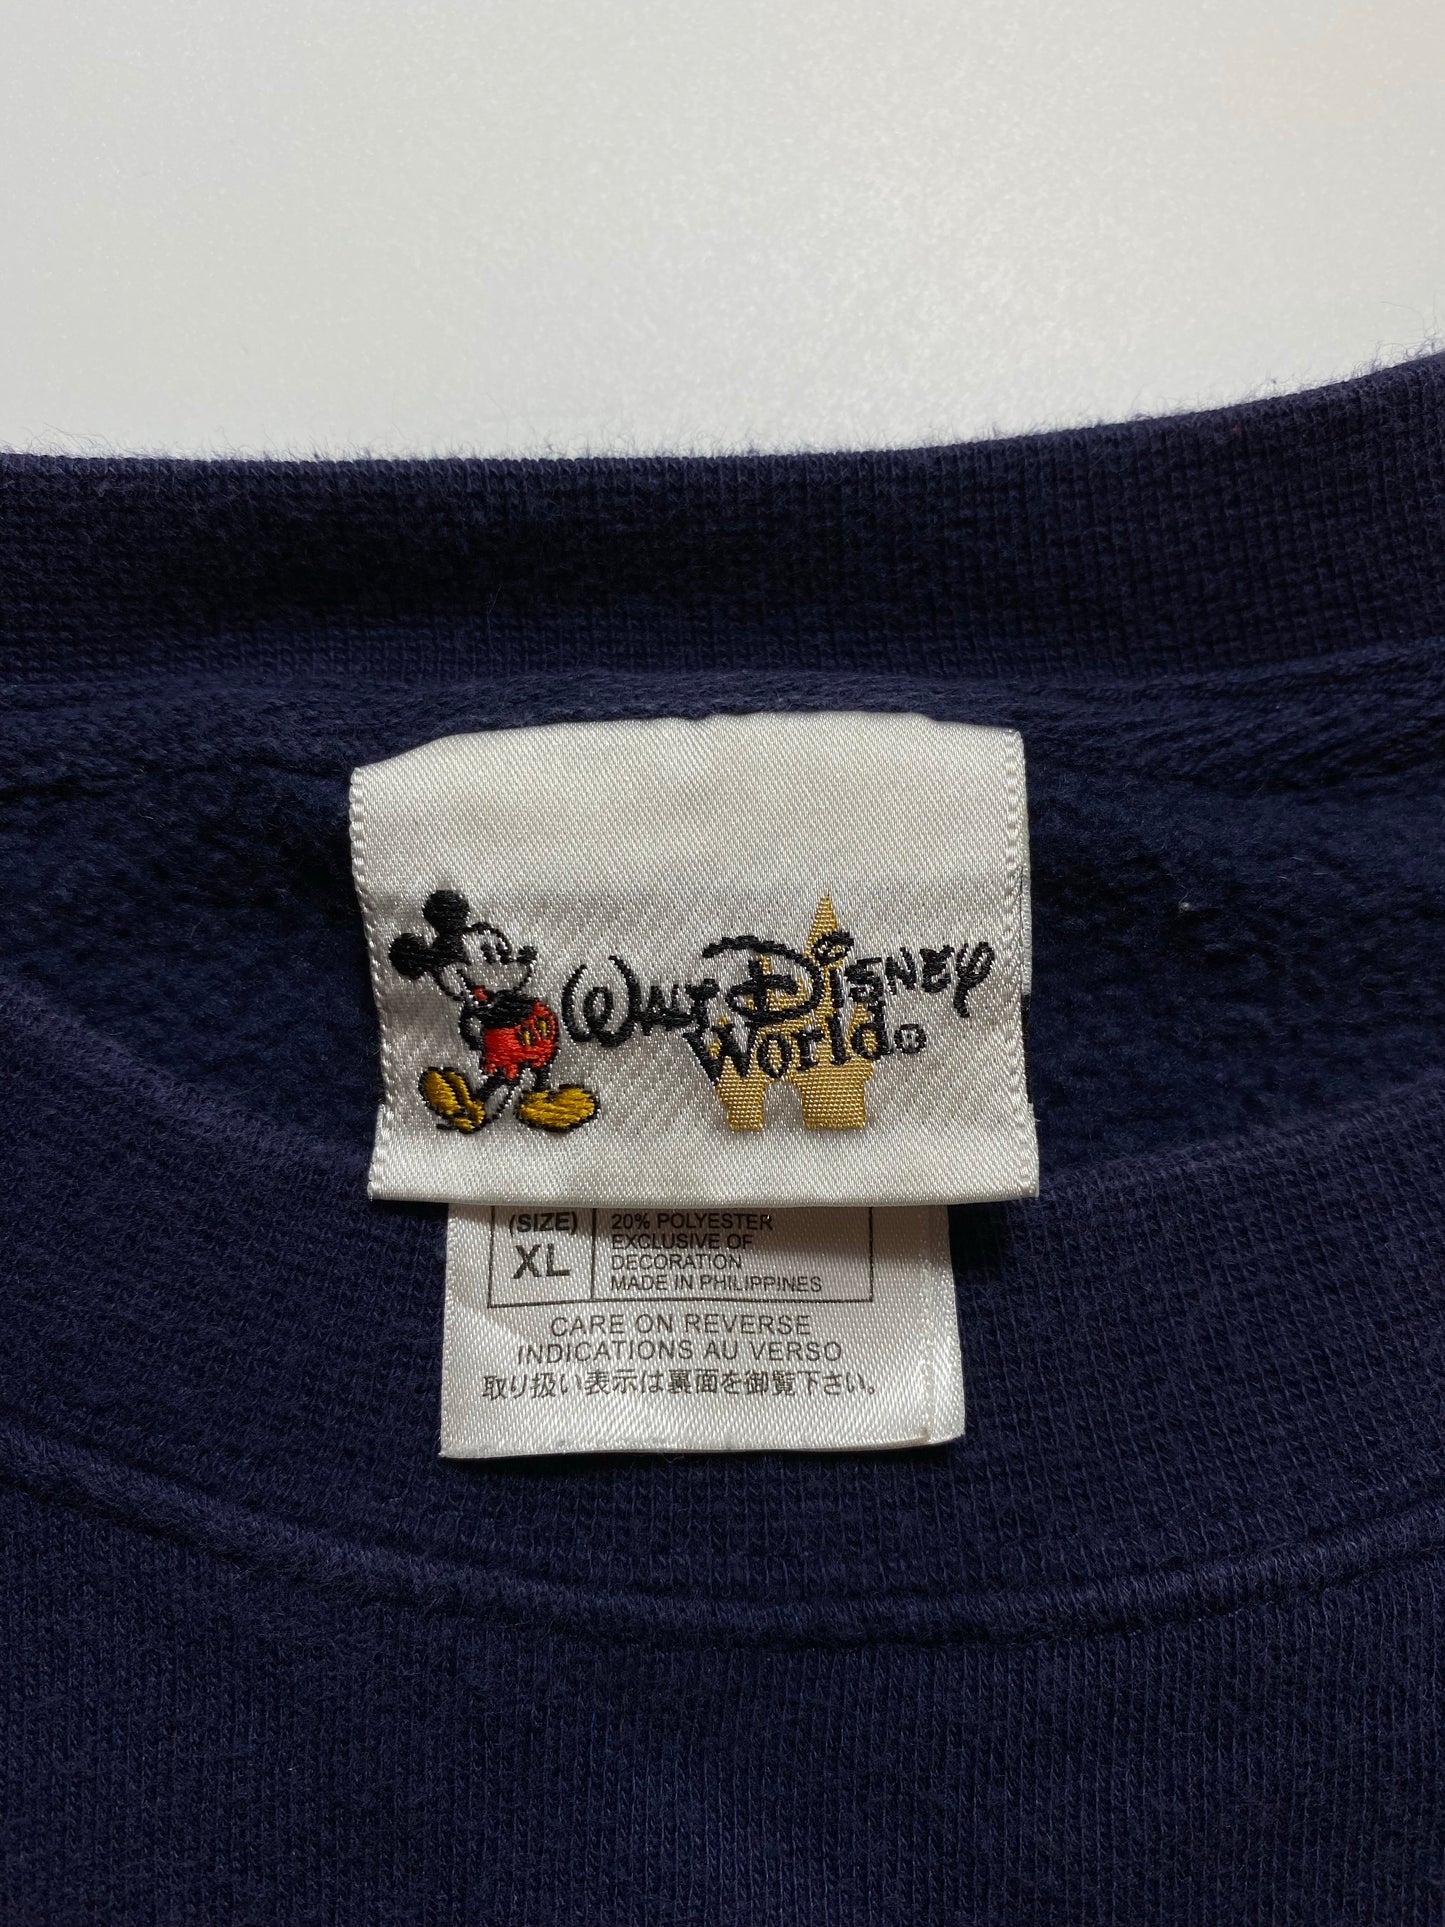 WALT DISNEY
World®
(SIZE)
XL
20% POLYESTER
EXCLUSIVE OF
DECORATION
MADE IN PHILIPPINES
CARE ON REVERSE
INDICATIONS AU VERSO
取り扱い表示は裏面を御覧下さい。